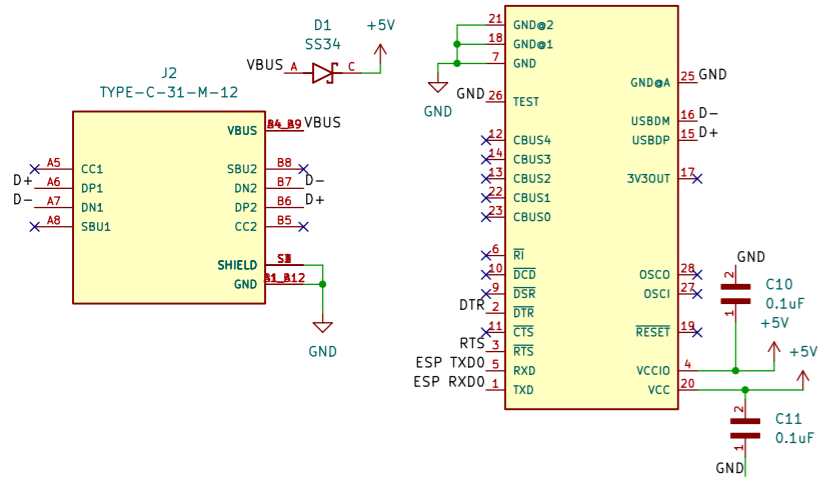 D1
SS34
+5V
VBUS
A
C
J2
TYPE-C-31-M-12
VBUS
VBUS
A5
CC1
SBU2
B8
D+
A6
DP1
DN2
B7
D-
D-
A7
DN1
DP2
B6
D+
A8
SBU1
CC2
B5
SHIELD
GND
GND
21
GND@2
18
GND@1
7
GND
GND
GND@A
25
GND
GND
26
TEST
USBDM
16
D-
USBDP
15
D+
12
CBUS4
14
CBUS3
13
CBUS2
3V3OUT
17
22
CBUS1
23
CBUS0
6
RI
10
DCD
OSCO
28
9
DSR
OSCI
27
DTR
2
DTR
11
CTS
RESET
19
RTS
3
RTS
ESP TXD0
5
RXD
VCCIO
4
ESP RXD0
1
TXD
VCC
20
GND
2
C10
0.1uF
1
+5V
+5V
2
C11
0.1uF
1
GND